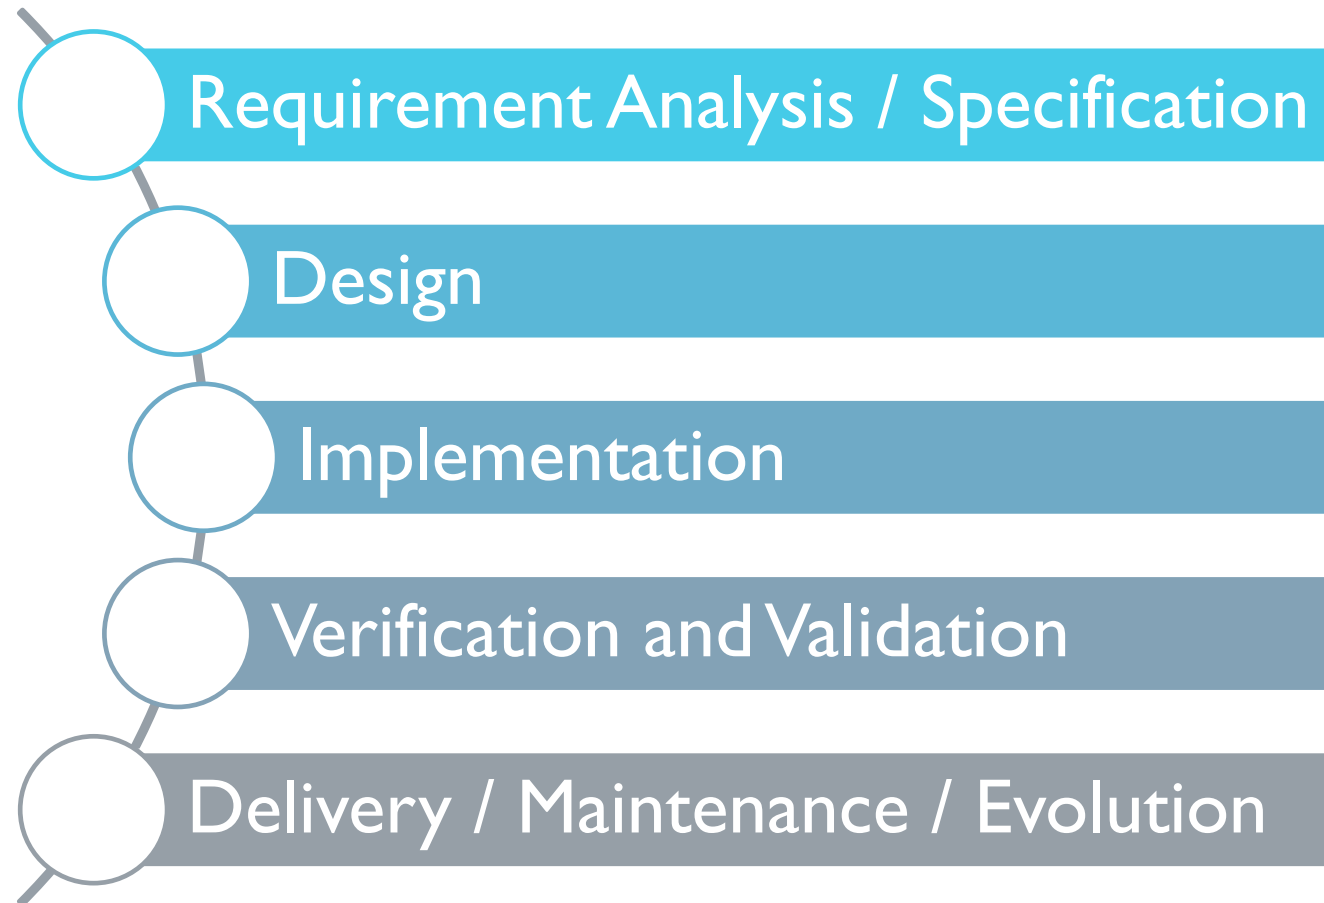 Requirement Analysis / Specification
Design
Implementation
Verification and Validation
Delivery / Maintenance / Evolution